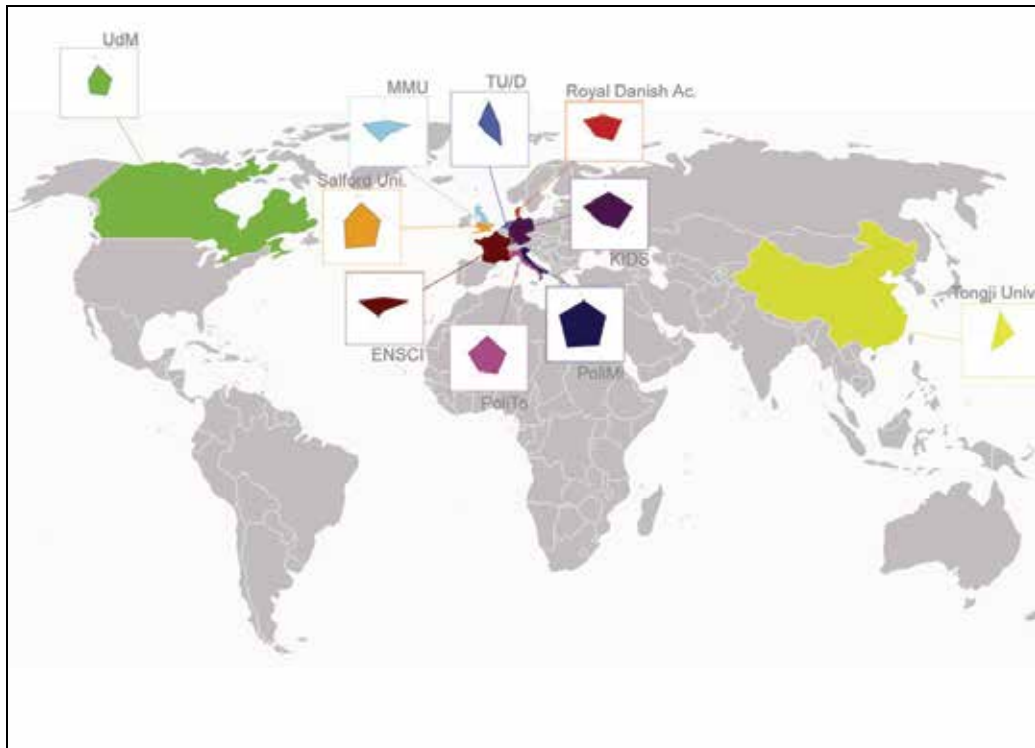 UdM
MMU
TU/D
Royal Danish Ac.
Salford Uni.
KIDS
Tongji Univ
ENSCI
PoliMi
PoliTo